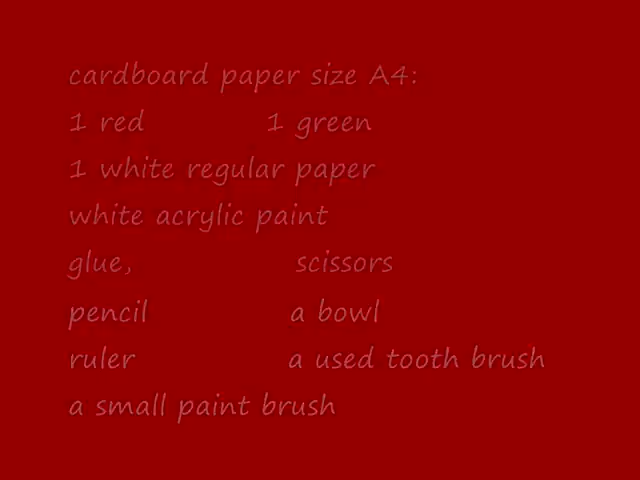 cardboard paper size A4:
1 red 1 green
1 white regular paper
white acrylic paint
glue, scissors
pencil a bowl
ruler a used tooth brush
a small paint brush